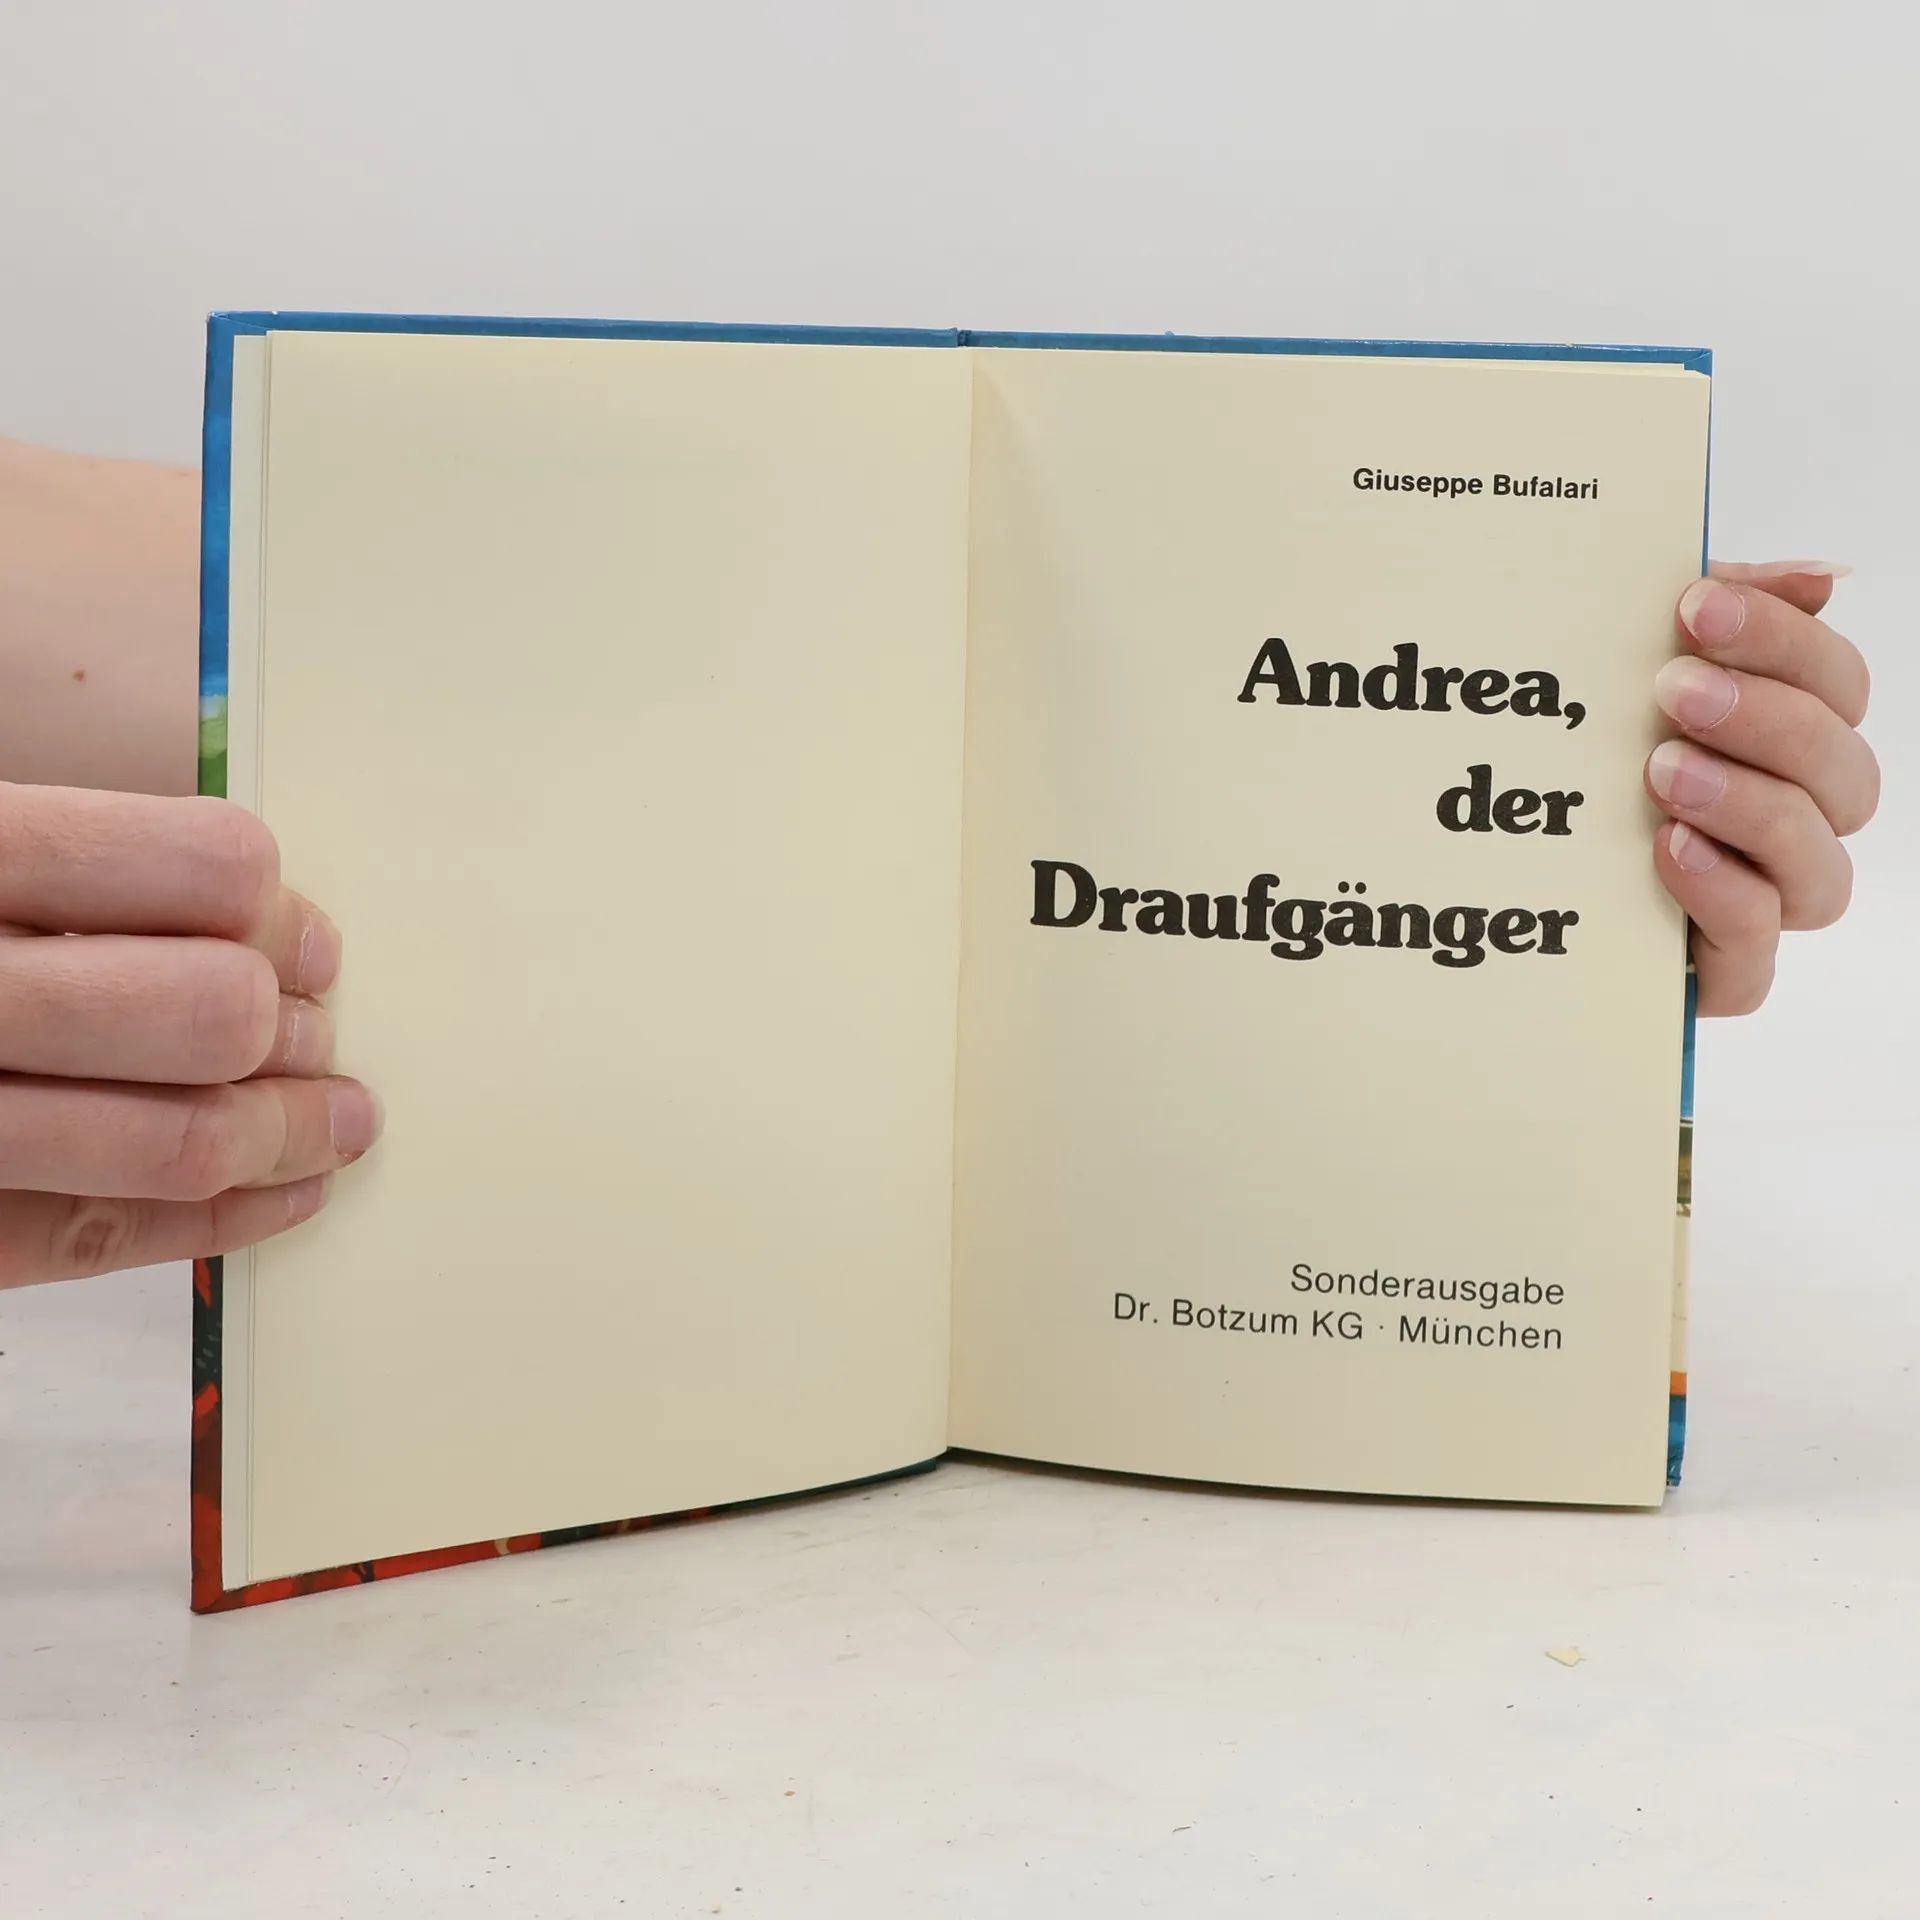 Giuseppe Bufalari
Andrea,
der
Draufgänger
Sonderausgabe
Dr. Botzum KG · München